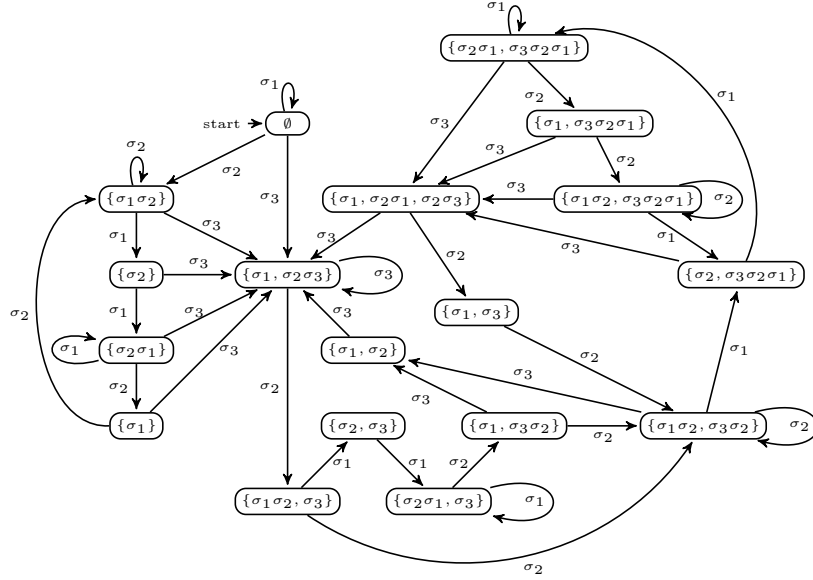 σ₁
{σ₂σ₁, σ₃σ₂σ₁}
σ₁
σ₁
σ₂
start
∅
{σ₁, σ₃σ₂σ₁}
σ₃
σ₂
σ₃
σ₂
σ₂
{σ₁σ₂}
σ₃
{σ₁, σ₂σ₁, σ₂σ₃}
σ₃
{σ₁σ₂, σ₃σ₂σ₁}
σ₂
σ₁
σ₃
σ₃
σ₁
σ₃
σ₂
{σ₂}
σ₃
{σ₁, σ₂σ₃}
σ₃
{σ₂, σ₃σ₂σ₁}
σ₂
σ₁
σ₃
σ₃
{σ₁, σ₃}
σ₁
{σ₂σ₁}
σ₃
{σ₁, σ₂}
σ₂
σ₁
σ₂
σ₂
σ₃
σ₃
{σ₁}
{σ₂, σ₃}
{σ₁, σ₃σ₂}
σ₂
{σ₁σ₂, σ₃σ₂}
σ₂
σ₁
σ₁
σ₂
{σ₁σ₂, σ₃}
{σ₂σ₁, σ₃}
σ₁
σ₂